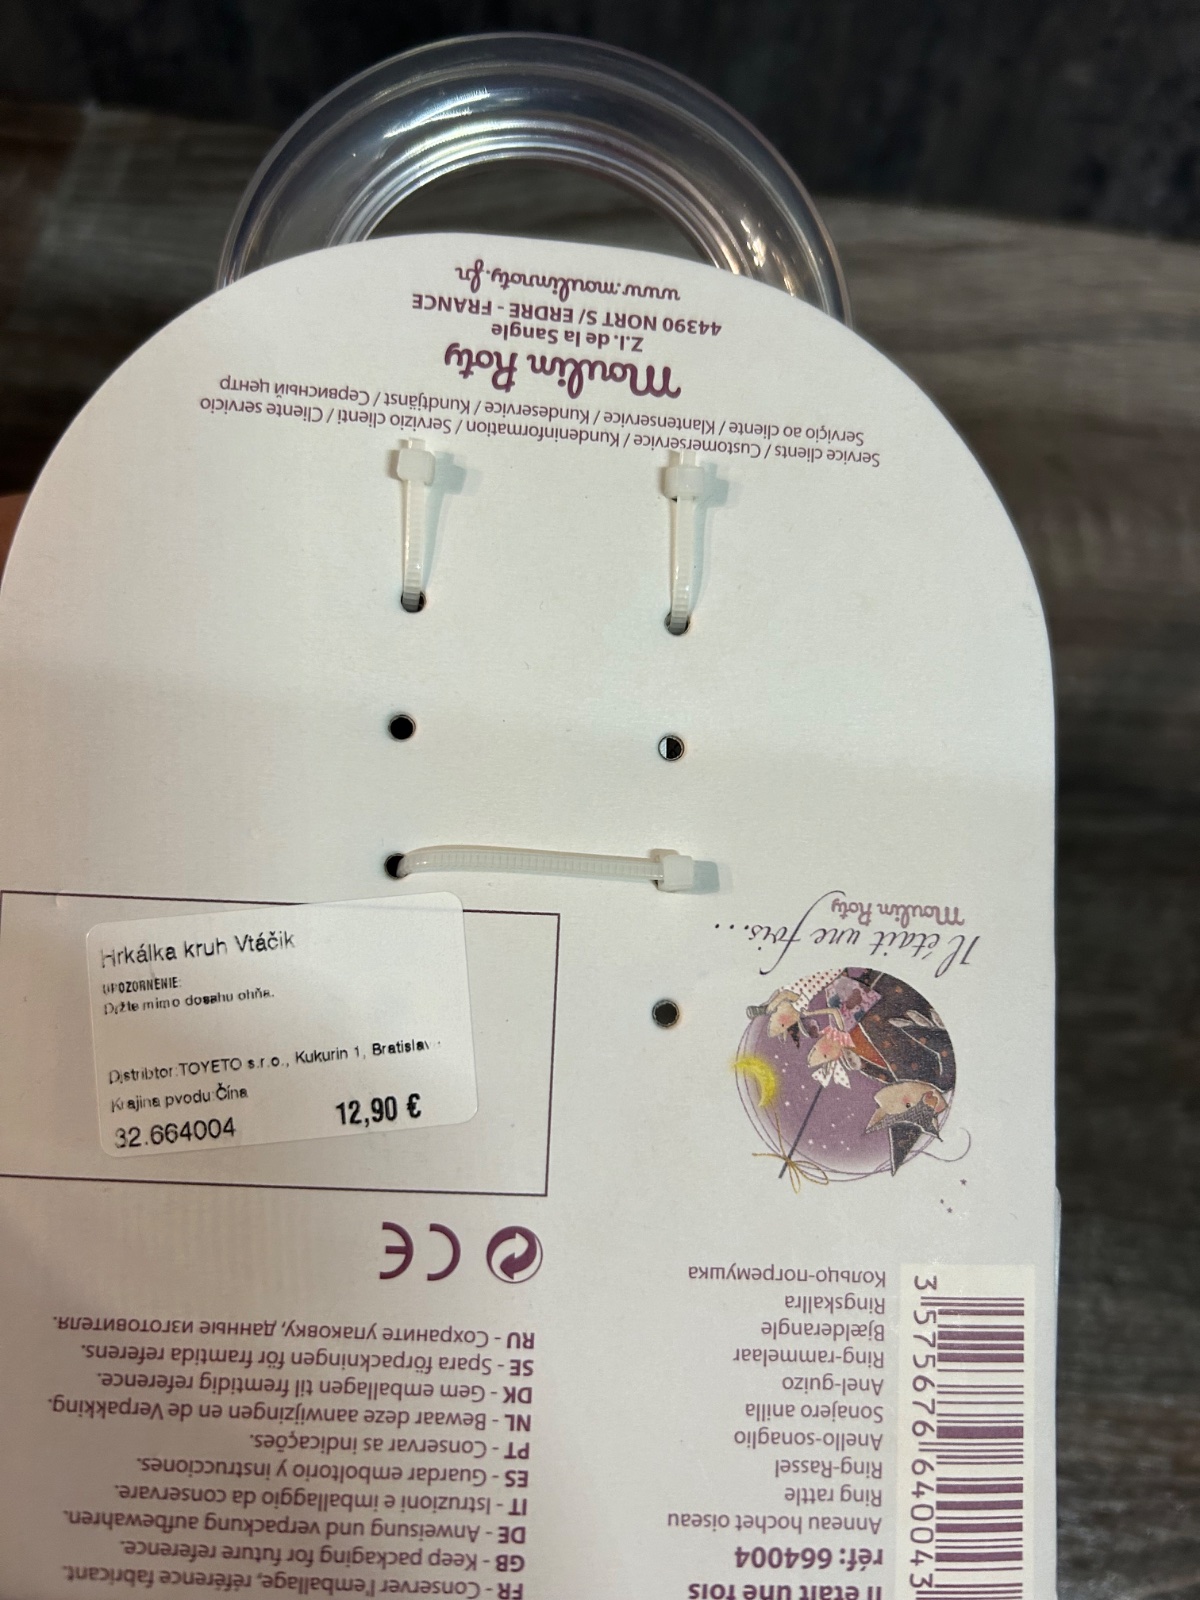 www.moulinroty.fr
44390 NORT S/ ERDRE - FRANCE
Z.I. de la Sangle
Moulin Roty
Serviço ao cliente / Klantenservice / Kundeservice / Kundtjänst / Сервисный центр
Service clients / Customerservice / Kundeninformation / Servizio clienti / Cliente servicio
Hrkálka kruh Vtáčik
UPOZORNENIE:
Držte mimo dosahu ohňa.
Distribtor:TOYETO s.r.o., Kukurin 1,
Krajina pvodu:Čína
32.664004
12,90 €
Il était une fois...
Moulin Roty
CE
Il était une fois
réf: 664004
Anneau hochet oiseau
Ring rattle
Ring-Rassel
Anello-sonaglio
Sonajero anilla
Anel-guizo
Ring-rammelaar
Bjælderangle
Ringskallra
Кольцо-погремушка
3 575676 640043
FR - Conserver l'emballage, référence fabricant.
GB - Keep packaging for future reference.
DE - Anweisung und verpackung aufbewahren.
IT - Istruzioni e imballaggio da conservare.
ES - Guardar emboltorio y instrucciones.
PT - Conservar as indicações.
NL - Bewaar deze aanwijzingen en de Verpakking.
DK - Gem emballagen til fremtidig reference.
SE - Spara förpackningen för framtida referens.
RU - Сохраните упаковку, данные изготовителя.